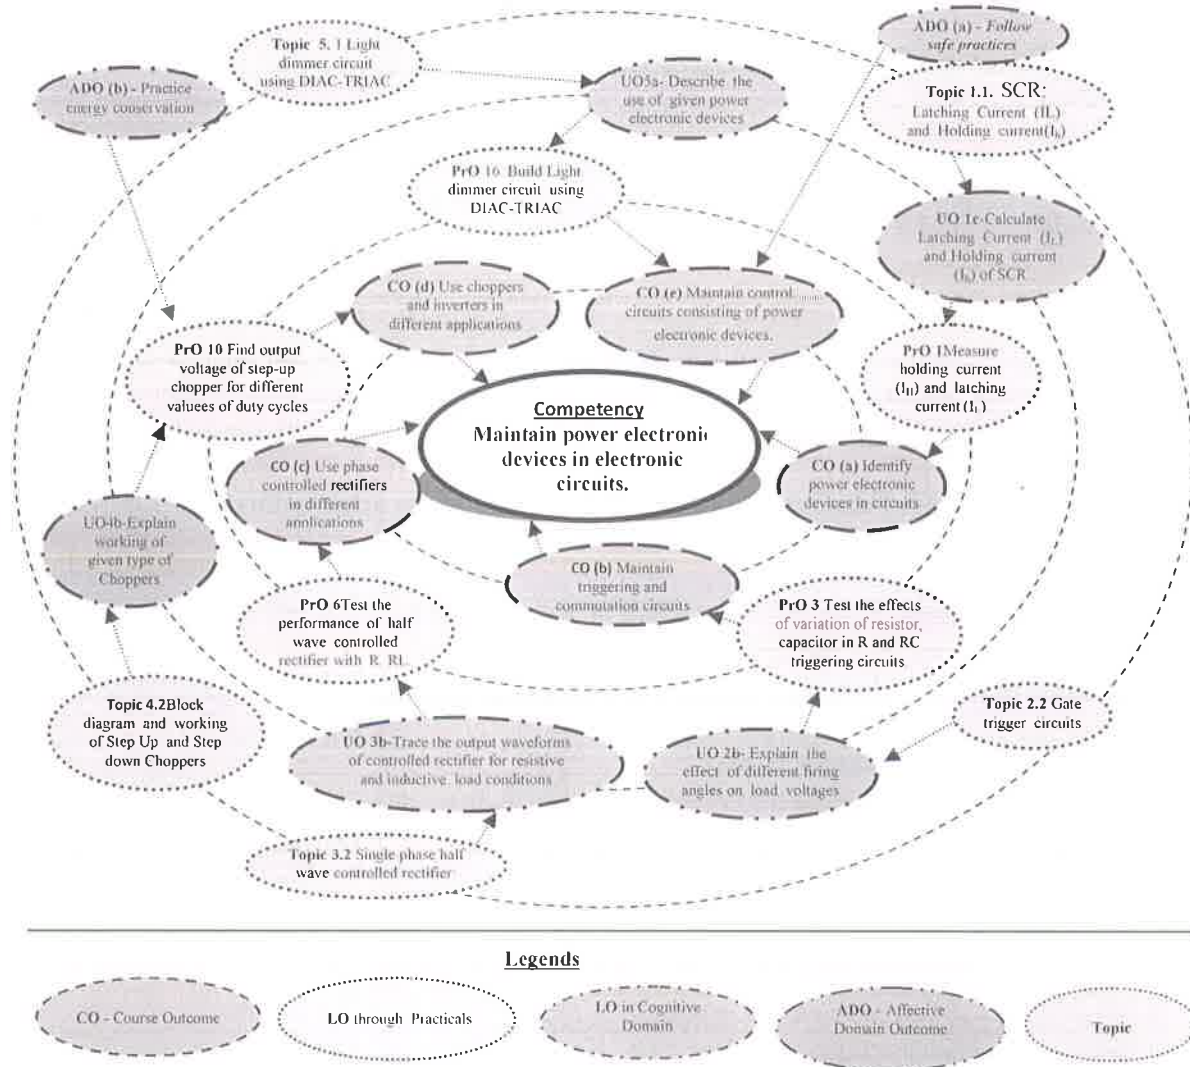 ADO (a) - Follow
safe practices
Topic 5. 1 Light
dimmer circuit
using DIAC-TRIAC
ADO (b) - Practice
energy conservation
UO5a- Describe the
use of given power
electronic devices
Topic 1.1. SCR:
Latching Current (IL)
and Holding current(Ih)
PrO 16. Build Light
dimmer circuit using
DIAC-TRIAC
UO 1e-Calculate
Latching Current (IL)
and Holding current
(Ih) of SCR
CO (d) Use choppers
and inverters in
different applications
CO (e) Maintain control
circuits consisting of power
electronic devices.
PrO 10 Find output
voltage of step-up
chopper for different
valuees of duty cycles
PrO 1Measure
holding current
(IH) and latching
current (IL)
Competency
Maintain power electronic
devices in electronic
circuits.
CO (c) Use phase
controlled rectifiers
in different
applications
CO (a) Identify
power electronic
devices in circuits
UO4b-Explain
working of
given type of
Choppers
CO (b) Maintain
triggering and
commutation circuits
PrO 6Test the
performance of half
wave controlled
rectifier with R RL
PrO 3 Test the effects
of variation of resistor,
capacitor in R and RC
triggering circuits
Topic 4.2Block
diagram and working
of Step Up and Step
down Choppers
UO 3b-Trace the output waveforms
of controlled rectifier for resistive
and inductive load conditions
UO 2b- Explain the
effect of different firing
angles on load voltages
Topic 2.2 Gate
trigger circuits
Topic 3.2 Single phase half
wave controlled rectifier
Legends
CO - Course Outcome
LO through Practicals
LO in Cognitive
Domain
ADO - Affective
Domain Outcome
Topic